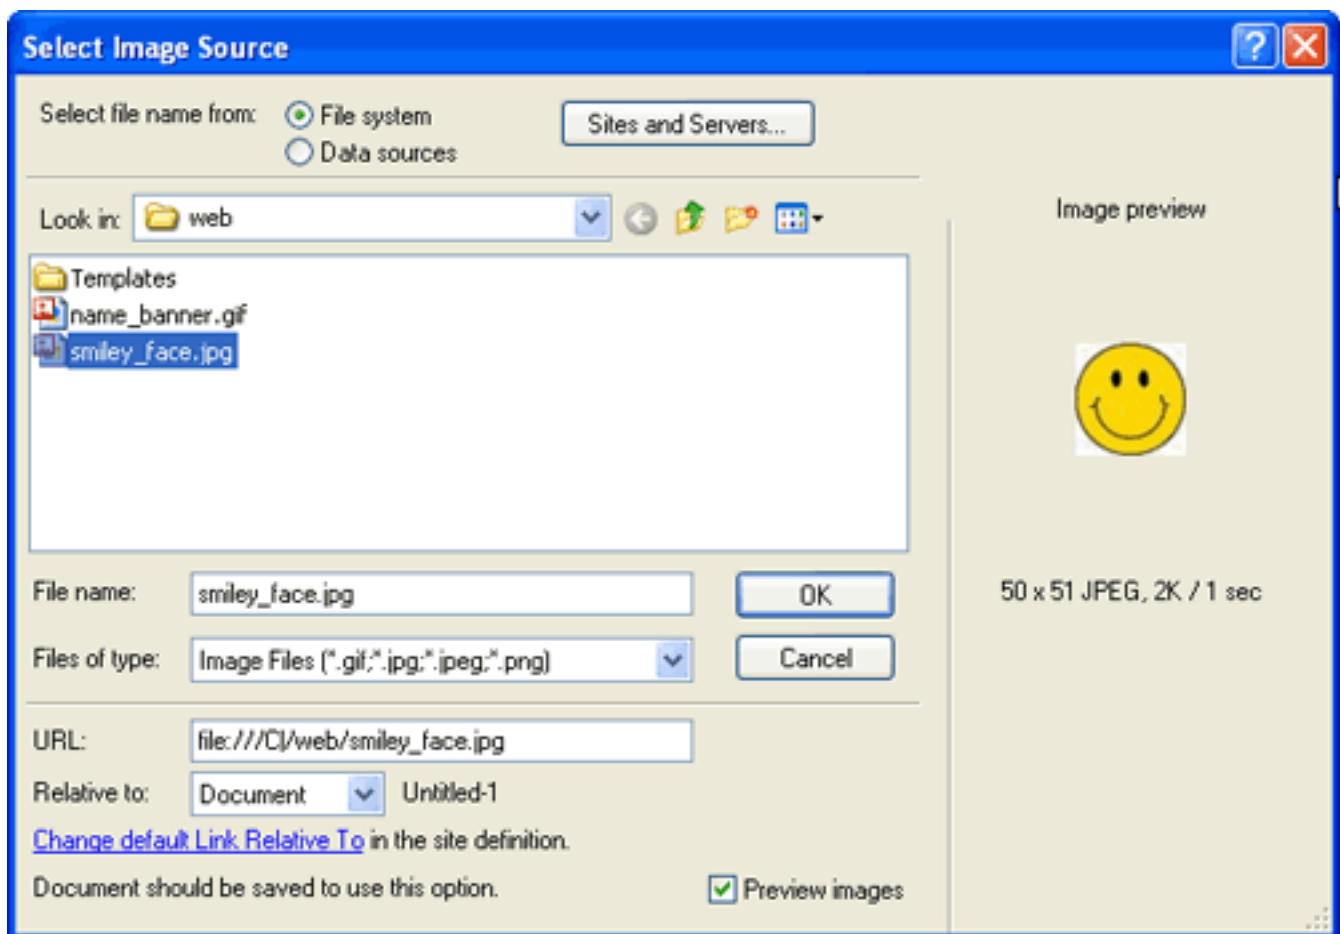 Select Image Source
Select file name from: File system
Sites and Servers...
Data sources
Look in: web
Image preview
Templates
name_banner.gif
smiley_face.jpg
File name: smiley_face.jpg
OK
50 x 51 JPEG, 2K / 1 sec
Files of type: Image Files (*.gif;*.jpg;*.jpeg;*.png)
Cancel
URL: file:///C|/web/smiley_face.jpg
Relative to: Document Untitled-1
Change default Link Relative To in the site definition.
Document should be saved to use this option.
Preview images